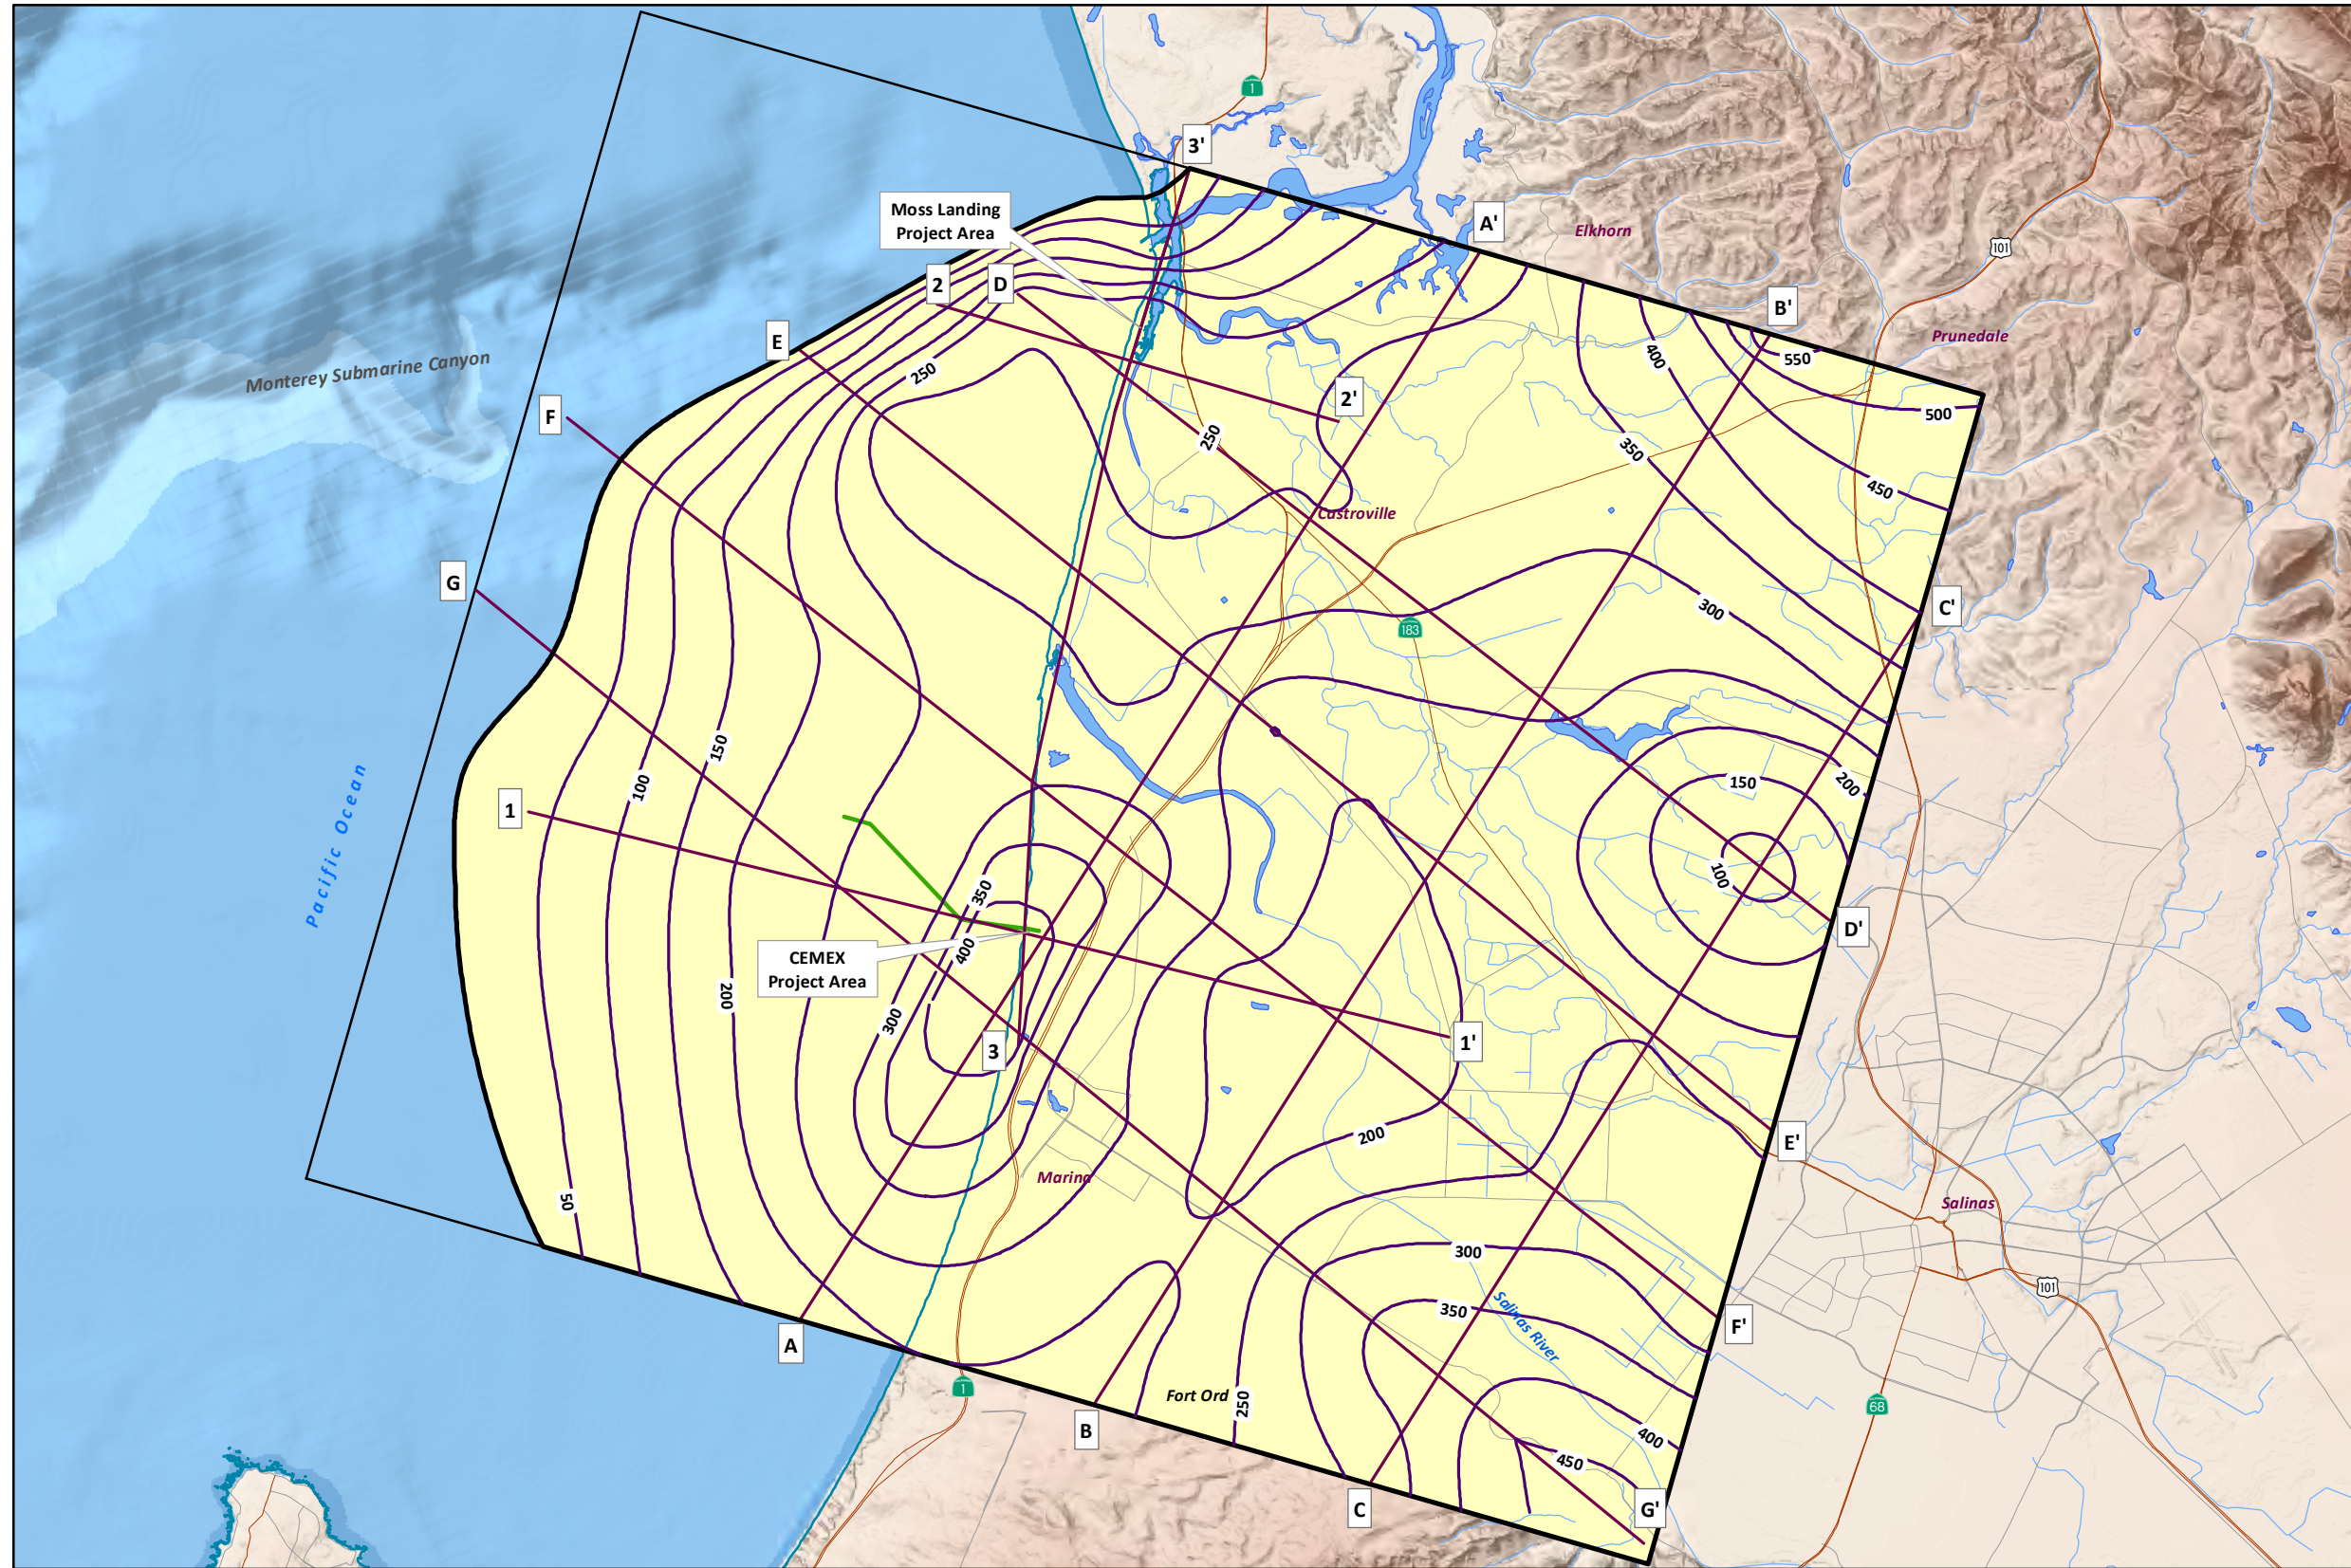 1
3'
Moss Landing
Project Area
A'
Elkhorn
101
2
D
B'
Prunedale
E
550
400
Monterey Submarine Canyon
250
2'
F
500
250
350
450
Castroville
G
C'
300
183
150
100
150
200
1
Pacific Ocean
100
350
D'
400
CEMEX
Project Area
200
300
3
1'
200
E'
Marina
50
Salinas
300
101
350
Salinas River
F'
A
1
Fort Ord
250
68
B
400
450
C
G'